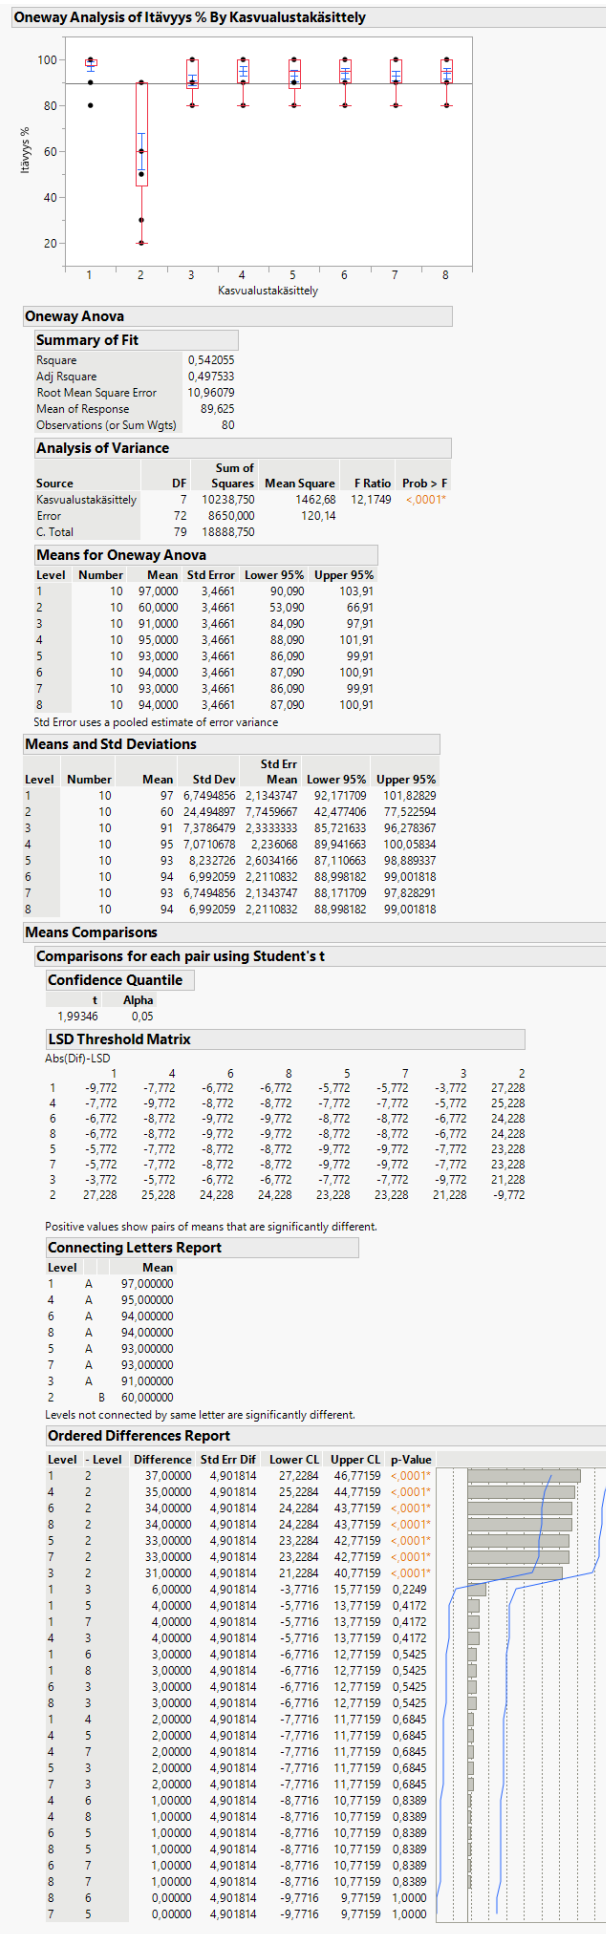 Oneway Analysis of Itävyys % By Kasvualustakäsittely
100
80
60
40
20
Itävyys %
1 2 3 4 5 6 7 8
Kasvualustakäsittely
Oneway Anova
Summary of Fit
Rsquare 0,542055
Adj Rsquare 0,497533
Root Mean Square Error 10,96079
Mean of Response 89,625
Observations (or Sum Wgts) 80
Analysis of Variance
Sum of
Source DF Squares Mean Square F Ratio Prob > F
Kasvualustakäsittely 7 10238,750 1462,68 12,1749 <,0001*
Error 72 8650,000 120,14
C. Total 79 18888,750
Means for Oneway Anova
Level Number Mean Std Error Lower 95% Upper 95%
1 10 97,0000 3,4661 90,090 103,91
2 10 60,0000 3,4661 53,090 66,91
3 10 91,0000 3,4661 84,090 97,91
4 10 95,0000 3,4661 88,090 101,91
5 10 93,0000 3,4661 86,090 99,91
6 10 94,0000 3,4661 87,090 100,91
7 10 93,0000 3,4661 86,090 99,91
8 10 94,0000 3,4661 87,090 100,91
Std Error uses a pooled estimate of error variance
Means and Std Deviations
Std Err
Level Number Mean Std Dev Mean Lower 95% Upper 95%
1 10 97 6,7494856 2,1343747 92,171709 101,82829
2 10 60 24,494897 7,7459667 42,477406 77,522594
3 10 91 7,3786479 2,3333333 85,721633 96,278367
4 10 95 7,0710678 2,236068 89,941663 100,05834
5 10 93 8,232726 2,6034166 87,110663 98,889337
6 10 94 6,992059 2,2110832 88,998182 99,001818
7 10 93 6,7494856 2,1343747 88,171709 97,828291
8 10 94 6,992059 2,2110832 88,998182 99,001818
Means Comparisons
Comparisons for each pair using Student's t
Confidence Quantile
t Alpha
1,99346 0,05
LSD Threshold Matrix
Abs(Dif)-LSD
1 4 6 8 5 7 3 2
1 -9,772 -7,772 -6,772 -6,772 -5,772 -5,772 -3,772 27,228
4 -7,772 -9,772 -8,772 -8,772 -7,772 -7,772 -5,772 25,228
6 -6,772 -8,772 -9,772 -9,772 -8,772 -8,772 -6,772 24,228
8 -6,772 -8,772 -9,772 -9,772 -8,772 -8,772 -6,772 24,228
5 -5,772 -7,772 -8,772 -8,772 -9,772 -9,772 -7,772 23,228
7 -5,772 -7,772 -8,772 -8,772 -9,772 -9,772 -7,772 23,228
3 -3,772 -5,772 -6,772 -6,772 -7,772 -7,772 -9,772 21,228
2 27,228 25,228 24,228 24,228 23,228 23,228 21,228 -9,772
Positive values show pairs of means that are significantly different.
Connecting Letters Report
Level Mean
1 A 97,000000
4 A 95,000000
6 A 94,000000
8 A 94,000000
5 A 93,000000
7 A 93,000000
3 A 91,000000
2 B 60,000000
Levels not connected by same letter are significantly different.
Ordered Differences Report
Level - Level Difference Std Err Dif Lower CL Upper CL p-Value
1 2 37,00000 4,901814 27,2284 46,77159 <,0001*
4 2 35,00000 4,901814 25,2284 44,77159 <,0001*
6 2 34,00000 4,901814 24,2284 43,77159 <,0001*
8 2 34,00000 4,901814 24,2284 43,77159 <,0001*
5 2 33,00000 4,901814 23,2284 42,77159 <,0001*
7 2 33,00000 4,901814 23,2284 42,77159 <,0001*
3 2 31,00000 4,901814 21,2284 40,77159 <,0001*
1 3 6,00000 4,901814 -3,7716 15,77159 0,2249
1 5 4,00000 4,901814 -5,7716 13,77159 0,4172
1 7 4,00000 4,901814 -5,7716 13,77159 0,4172
4 3 4,00000 4,901814 -5,7716 13,77159 0,4172
1 6 3,00000 4,901814 -6,7716 12,77159 0,5425
1 8 3,00000 4,901814 -6,7716 12,77159 0,5425
6 3 3,00000 4,901814 -6,7716 12,77159 0,5425
8 3 3,00000 4,901814 -6,7716 12,77159 0,5425
1 4 2,00000 4,901814 -7,7716 11,77159 0,6845
4 5 2,00000 4,901814 -7,7716 11,77159 0,6845
4 7 2,00000 4,901814 -7,7716 11,77159 0,6845
5 3 2,00000 4,901814 -7,7716 11,77159 0,6845
7 3 2,00000 4,901814 -7,7716 11,77159 0,6845
4 6 1,00000 4,901814 -8,7716 10,77159 0,8389
4 8 1,00000 4,901814 -8,7716 10,77159 0,8389
6 5 1,00000 4,901814 -8,7716 10,77159 0,8389
8 5 1,00000 4,901814 -8,7716 10,77159 0,8389
6 7 1,00000 4,901814 -8,7716 10,77159 0,8389
8 7 1,00000 4,901814 -8,7716 10,77159 0,8389
8 6 0,00000 4,901814 -9,7716 9,77159 1,0000
7 5 0,00000 4,901814 -9,7716 9,77159 1,0000